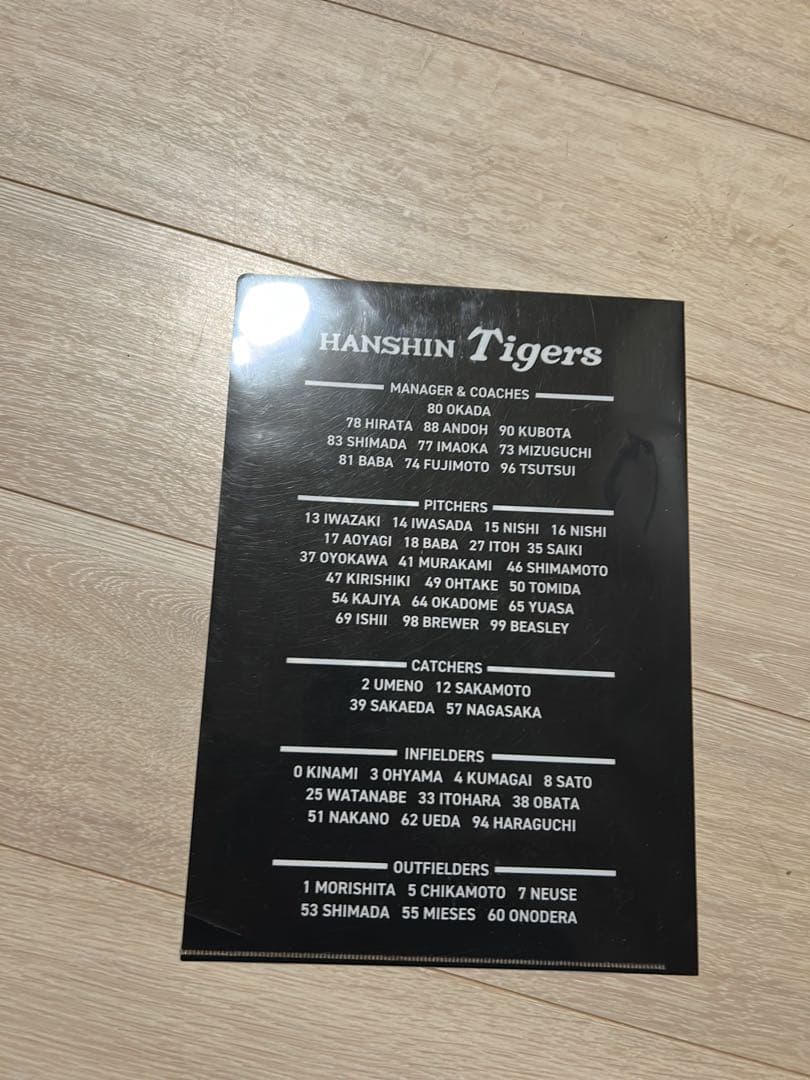 HANSHIN Tigers
MANAGER & COACHES
80 OKADA
78 HIRATA 88 ANDOH 90 KUBOTA
83 SHIMADA 77 IMAOKA 73 MIZUGUCHI
81 BABA 74 FUJIMOTO 96 TSUTSUI
PITCHERS
13 IWAZAKI 14 IWASADA 15 NISHI 16 NISHI
17 AOYAGI 18 BABA 27 ITOH 35 SAIKI
37 OYOKAWA 41 MURAKAMI 46 SHIMAMOTO
47 KIRISHIKI 49 OHTAKE 50 TOMIDA
54 KAJIYA 64 OKADOME 65 YUASA
69 ISHII 98 BREWER 99 BEASLEY
CATCHERS
2 UMENO 12 SAKAMOTO
39 SAKAEDA 57 NAGASAKA
INFIELDERS
0 KINAMI 3 OHYAMA 4 KUMAGAI 8 SATO
25 WATANABE 33 ITOHARA 38 OBATA
51 NAKANO 62 UEDA 94 HARAGUCHI
OUTFIELDERS
1 MORISHITA 5 CHIKAMOTO 7 NEUSE
53 SHIMADA 55 MIESES 60 ONODERA